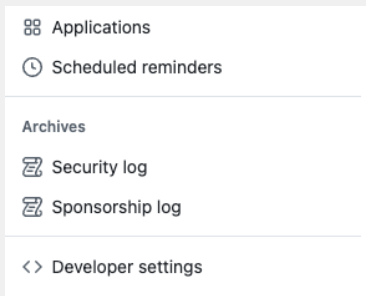 Applications
Scheduled reminders
Archives
Security log
Sponsorship log
Developer settings